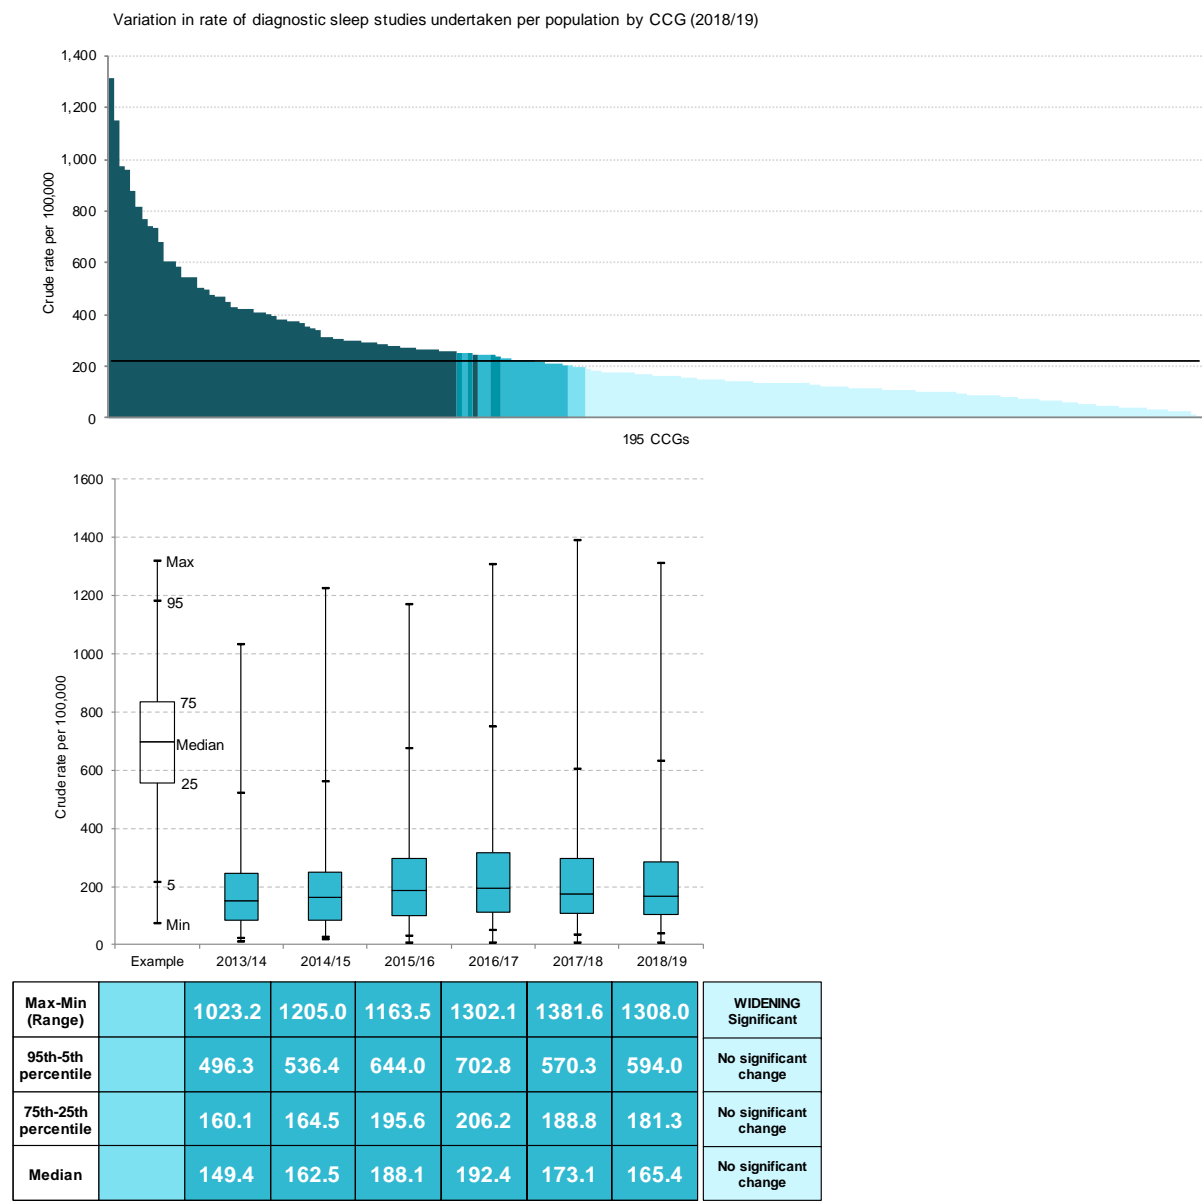 Variation in rate of diagnostic sleep studies undertaken per population by CCG (2018/19)
1,400
1,200
1,000
800
600
400
200
0
Crude rate per 100,000
195 CCGs
1600
1400
1200
1000
800
600
400
200
0
Crude rate per 100,000
Max
95
75
Median
25
5
Min
Example 2013/14 2014/15 2015/16 2016/17 2017/18 2018/19
Max-Min
(Range)
1023.2 1205.0 1163.5 1302.1 1381.6 1308.0
WIDENING
Significant
95th-5th
percentile
496.3 536.4 644.0 702.8 570.3 594.0
No significant
change
75th-25th
percentile
160.1 164.5 195.6 206.2 188.8 181.3
No significant
change
Median
149.4 162.5 188.1 192.4 173.1 165.4
No significant
change